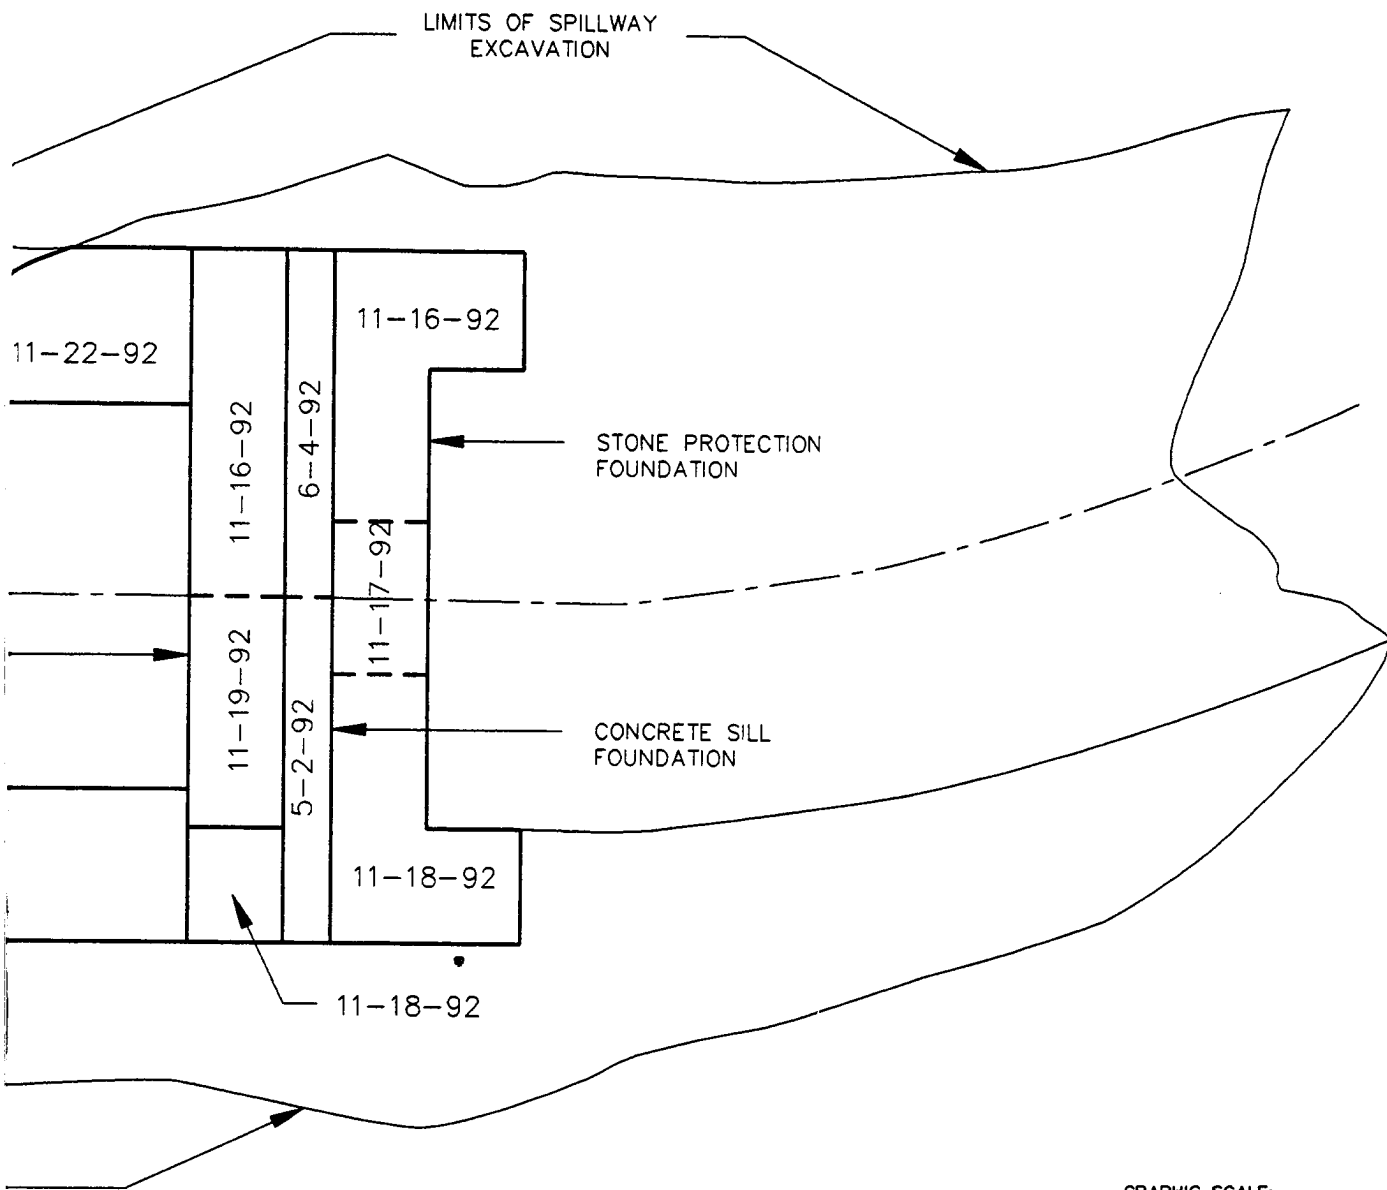 LIMITS OF SPILLWAY
EXCAVATION
11-16-92
11-22-92
11-16-92
6-4-92
STONE PROTECTION
FOUNDATION
11-17-92
11-19-92
5-2-92
CONCRETE SILL
FOUNDATION
11-18-92
11-18-92
GRAPHIC SCALE: